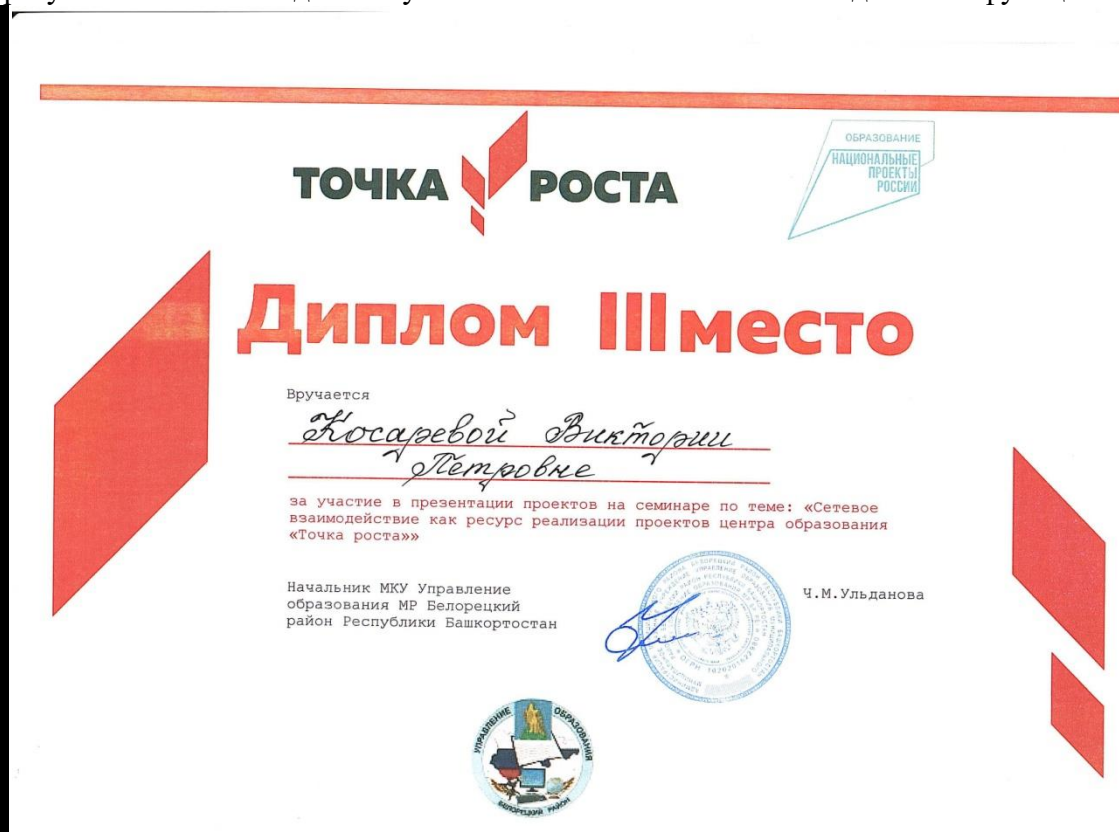 ТОЧКА РОСТА
ОБРАЗОВАНИЕ
НАЦИОНАЛЬНЫЕ
ПРОЕКТЫ
РОССИИ
Диплом III место
Вручается
Косаревой Виктории
Петровне
за участие в презентации проектов на семинаре по теме: «Сетевое
взаимодействие как ресурс реализации проектов центра образования
«Точка роста»»
Начальник МКУ Управление
образования МР Белорецкий
район Республики Башкортостан
Ч.М.Ульданова
УПРАВЛЕНИЕ ОБРАЗОВАНИЯ
БЕЛОРЕЦКИЙ РАЙОН